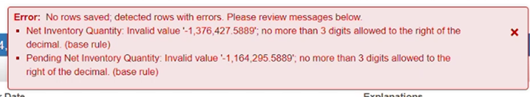 Error: No rows saved; detected rows with errors. Please review messages below.
• Net Inventory Quantity: Invalid value '-1,376,427.5889'; no more than 3 digits allowed to the right of the
decimal. (base rule)
• Pending Net Inventory Quantity: Invalid value '-1,164,295.5889'; no more than 3 digits allowed to the
right of the decimal. (base rule)
Date
Explanations